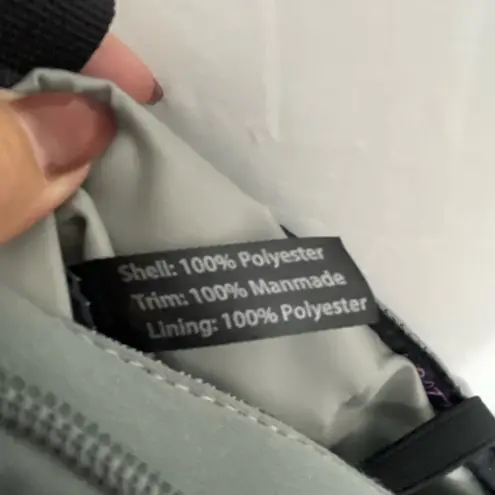 Shell: 100% Polyester
Trim: 100% Manmade
Lining: 100% Polyester